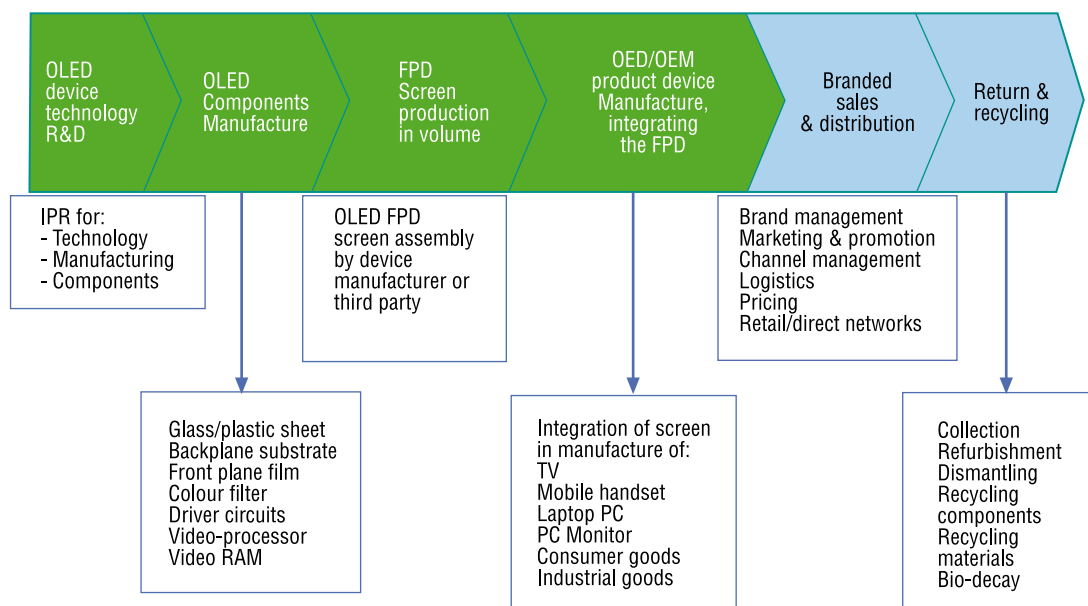 OLED
device
technology
R&D
OLED
Components
Manufacture
FPD
Screen
production
in volume
OED/OEM
product device
Manufacture,
integrating
the FPD
Branded
sales
& distribution
Return &
recycling
IPR for:
- Technology
- Manufacturing
- Components
OLED FPD
screen assembly
by device
manufacturer or
third party
Brand management
Marketing & promotion
Channel management
Logistics
Pricing
Retail/direct networks
Glass/plastic sheet
Backplane substrate
Front plane film
Colour filter
Driver circuits
Video-processor
Video RAM
Integration of screen
in manufacture of:
TV
Mobile handset
Laptop PC
PC Monitor
Consumer goods
Industrial goods
Collection
Refurbishment
Dismantling
Recycling
components
Recycling
materials
Bio-decay